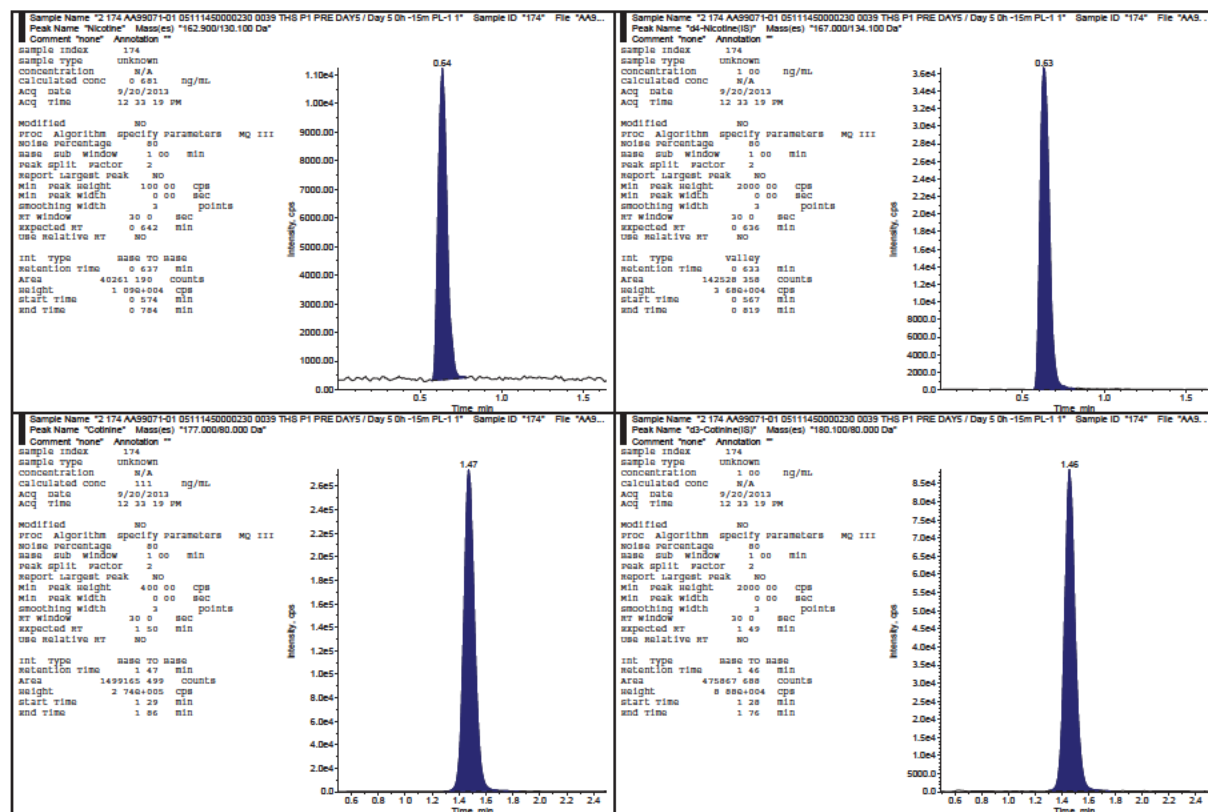 Sample Name "2 174 AA99071-01 05111450000230 0039 THS P1 PRE DAY5 / Day 5 0h -15m PL-1 1" Sample ID "174" File "AA9...
Peak Name "Nicotine" Mass(es) "162.900/130.100 Da"
Comment "none" Annotation ""
Sample Index 174
Sample Type Unknown
Concentration N/A
Calculated Conc 0 681 ng/mL
Acq Date 9/20/2013
Acq Time 12 33 19 PM
Modified NO
Proc Algorithm Specify Parameters MQ III
Noise Percentage 80
Base Sub Window 1 00 min
Peak Split Factor 2
Report Largest Peak NO
Min Peak Height 100 00 cps
Min Peak Width 0 00 sec
Smoothing Width 3 points
RT Window 30 0 sec
Expected RT 0 642 min
Use Relative RT NO
Int Type Base To Base
Retention Time 0 637 min
Area 40261 190 counts
Height 1 09e+004 cps
Start Time 0 574 min
End Time 0 784 min
0.64
1.10e4
1.00e4
9000.00
8000.00
7000.00
6000.00
5000.00
4000.00
3000.00
2000.00
1000.00
0.00
Intensity, cps
0.5 1.0 1.5
Time, min
Sample Name "2 174 AA99071-01 05111450000230 0039 THS P1 PRE DAY5 / Day 5 0h -15m PL-1 1" Sample ID "174" File "AA9...
Peak Name "d4-Nicotine(IS)" Mass(es) "167.000/134.100 Da"
Comment "none" Annotation ""
Sample Index 174
Sample Type Unknown
Concentration 1 00 ng/mL
Calculated Conc N/A
Acq Date 9/20/2013
Acq Time 12 33 19 PM
Modified NO
Proc Algorithm Specify Parameters MQ III
Noise Percentage 80
Base Sub Window 1 00 min
Peak Split Factor 2
Report Largest Peak NO
Min Peak Height 2000 00 cps
Min Peak Width 0 00 sec
Smoothing Width 3 points
RT Window 30 0 sec
Expected RT 0 636 min
Use Relative RT NO
Int Type Valley
Retention Time 0 633 min
Area 142528 358 counts
Height 3 68e+004 cps
Start Time 0 567 min
End Time 0 819 min
0.63
3.6e4
3.4e4
3.2e4
3.0e4
2.8e4
2.6e4
2.4e4
2.2e4
2.0e4
1.8e4
1.6e4
1.4e4
1.2e4
1.0e4
8000.0
6000.0
4000.0
2000.0
0.0
Intensity, cps
0.5 1.0 1.5
Time, min
Sample Name "2 174 AA99071-01 05111450000230 0039 THS P1 PRE DAY5 / Day 5 0h -15m PL-1 1" Sample ID "174" File "AA9...
Peak Name "Cotinine" Mass(es) "177.000/80.000 Da"
Comment "none" Annotation ""
Sample Index 174
Sample Type Unknown
Concentration N/A
Calculated Conc 111 ng/mL
Acq Date 9/20/2013
Acq Time 12 33 19 PM
Modified NO
Proc Algorithm Specify Parameters MQ III
Noise Percentage 80
Base Sub Window 1 00 min
Peak Split Factor 2
Report Largest Peak NO
Min Peak Height 400 00 cps
Min Peak Width 0 00 sec
Smoothing Width 3 points
RT Window 30 0 sec
Expected RT 1 50 min
Use Relative RT NO
Int Type Base To Base
Retention Time 1 47 min
Area 1499165 499 counts
Height 2 74e+005 cps
Start Time 1 29 min
End Time 1 86 min
1.47
2.6e5
2.4e5
2.2e5
2.0e5
1.8e5
1.6e5
1.4e5
1.2e5
1.0e5
8.0e4
6.0e4
4.0e4
2.0e4
0.0
Intensity, cps
0.6 0.8 1.0 1.2 1.4 1.6 1.8 2.0 2.2 2.4
Time, min
Sample Name "2 174 AA99071-01 05111450000230 0039 THS P1 PRE DAY5 / Day 5 0h -15m PL-1 1" Sample ID "174" File "AA9...
Peak Name "d3-Cotinine(IS)" Mass(es) "180.100/80.000 Da"
Comment "none" Annotation ""
Sample Index 174
Sample Type Unknown
Concentration 1 00 ng/mL
Calculated Conc N/A
Acq Date 9/20/2013
Acq Time 12 33 19 PM
Modified NO
Proc Algorithm Specify Parameters MQ III
Noise Percentage 80
Base Sub Window 1 00 min
Peak Split Factor 2
Report Largest Peak NO
Min Peak Height 2000 00 cps
Min Peak Width 0 00 sec
Smoothing Width 3 points
RT Window 30 0 sec
Expected RT 1 49 min
Use Relative RT NO
Int Type Base To Base
Retention Time 1 46 min
Area 475867 688 counts
Height 8 88e+004 cps
Start Time 1 28 min
End Time 1 76 min
1.46
8.5e4
8.0e4
7.5e4
7.0e4
6.5e4
6.0e4
5.5e4
5.0e4
4.5e4
4.0e4
3.5e4
3.0e4
2.5e4
2.0e4
1.5e4
1.0e4
5000.0
0.0
Intensity, cps
0.6 0.8 1.0 1.2 1.4 1.6 1.8 2.0 2.2 2.4
Time, min